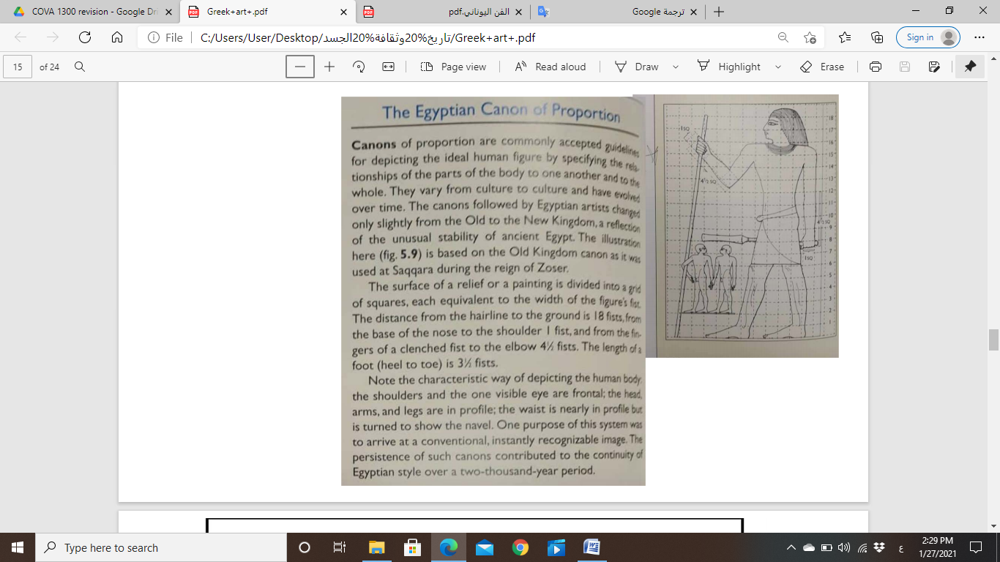 COVA 1300 revision - Google Dri
Greek+art+.pdf
الفن اليوناني.pdf
ترجمة Google
File
C:/Users/User/Desktop/تاريخ%20وثقافة%20الجسد/Greek+art+.pdf
Sign in
15 of 24
Page view
Read aloud
Draw
Highlight
Erase
The Egyptian Canon of Proportion
Canons of proportion are commonly accepted guidelines
for depicting the ideal human figure by specifying the rela-
tionships of the parts of the body to one another and to the
whole. They vary from culture to culture and have evolved
over time. The canons followed by Egyptian artists changed
only slightly from the Old to the New Kingdom, a reflection
of the unusual stability of ancient Egypt. The illustration
here (fig. 5.9) is based on the Old Kingdom canon as it was
used at Saqqara during the reign of Zoser.
The surface of a relief or a painting is divided into a grid
of squares, each equivalent to the width of the figure's fist.
The distance from the hairline to the ground is 18 fists, from
the base of the nose to the shoulder 1 fist, and from the fin-
gers of a clenched fist to the elbow 4½ fists. The length of a
foot (heel to toe) is 3½ fists.
Note the characteristic way of depicting the human body:
the shoulders and the one visible eye are frontal; the head,
arms, and legs are in profile; the waist is nearly in profile but
is turned to show the navel. One purpose of this system was
to arrive at a conventional, instantly recognizable image. The
persistence of such canons contributed to the continuity of
Egyptian style over a two-thousand-year period.
18
17
1 SQ
16
15
14
13
4½ SQ
12
11
10
4½ SQ
9
8
7
1 SQ
6
5
4
3
2
1
Type here to search
ع
2:29 PM
1/27/2021